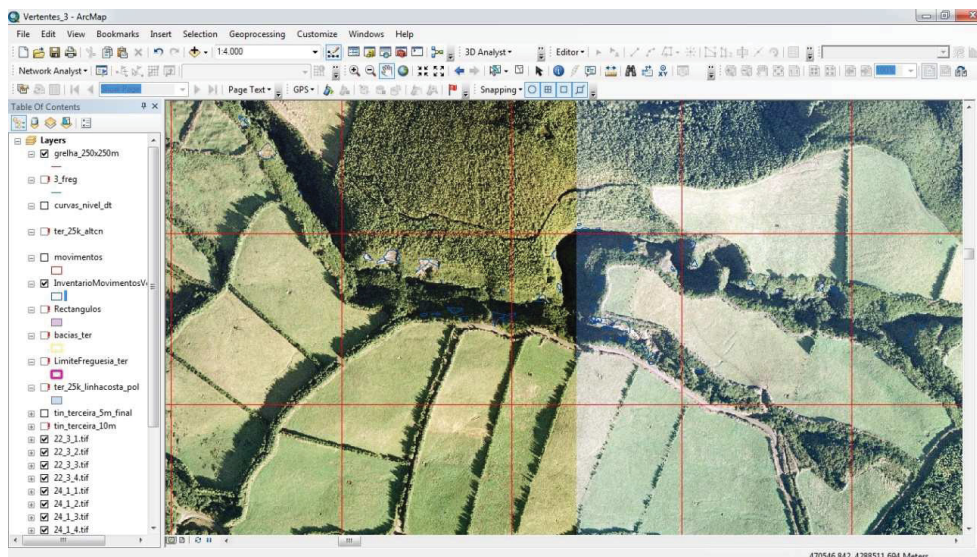 Vertentes_3 - ArcMap
File Edit View Bookmarks Insert Selection Geoprocessing Customize Windows Help
1:4.000 3D Analyst Editor
Network Analyst
Page Text GPS Snapping
Table Of Contents
Layers
grelha_250x250m
3_freg
curvas_nivel_dt
ter_25k_altcn
movimentos
InventarioMovimentosV
Rectangulos
bacias_ter
LimiteFreguesia_ter
ter_25k_linhacosta_pol
tin_terceira_5m_final
tin_terceira_10m
22_3_1.tif
22_3_2.tif
22_3_3.tif
22_3_4.tif
24_1_1.tif
24_1_2.tif
24_1_3.tif
24_1_4.tif
470546,842 4288511,694 Meters